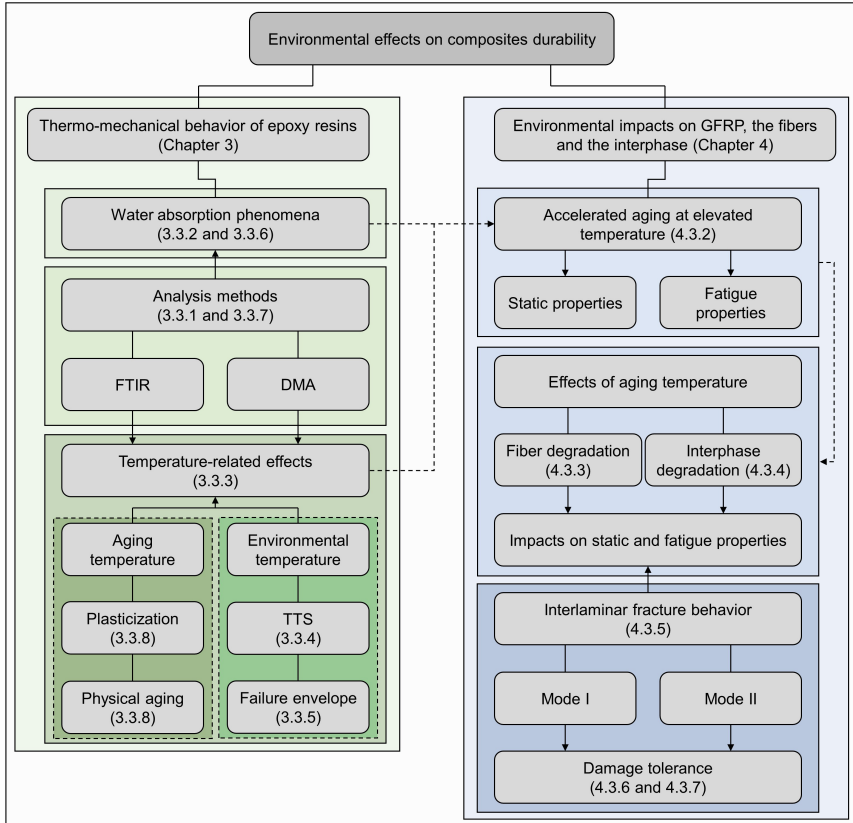 Environmental effects on composites durability
Thermo-mechanical behavior of epoxy resins
(Chapter 3)
Water absorption phenomena
(3.3.2 and 3.3.6)
Analysis methods
(3.3.1 and 3.3.7)
FTIR
DMA
Temperature-related effects
(3.3.3)
Aging
temperature
Environmental
temperature
Plasticization
(3.3.8)
TTS
(3.3.4)
Physical aging
(3.3.8)
Failure envelope
(3.3.5)
Environmental impacts on GFRP, the fibers
and the interphase (Chapter 4)
Accelerated aging at elevated
temperature (4.3.2)
Static properties
Fatigue
properties
Effects of aging temperature
Fiber degradation
(4.3.3)
Interphase
degradation (4.3.4)
Impacts on static and fatigue properties
Interlaminar fracture behavior
(4.3.5)
Mode I
Mode II
Damage tolerance
(4.3.6 and 4.3.7)